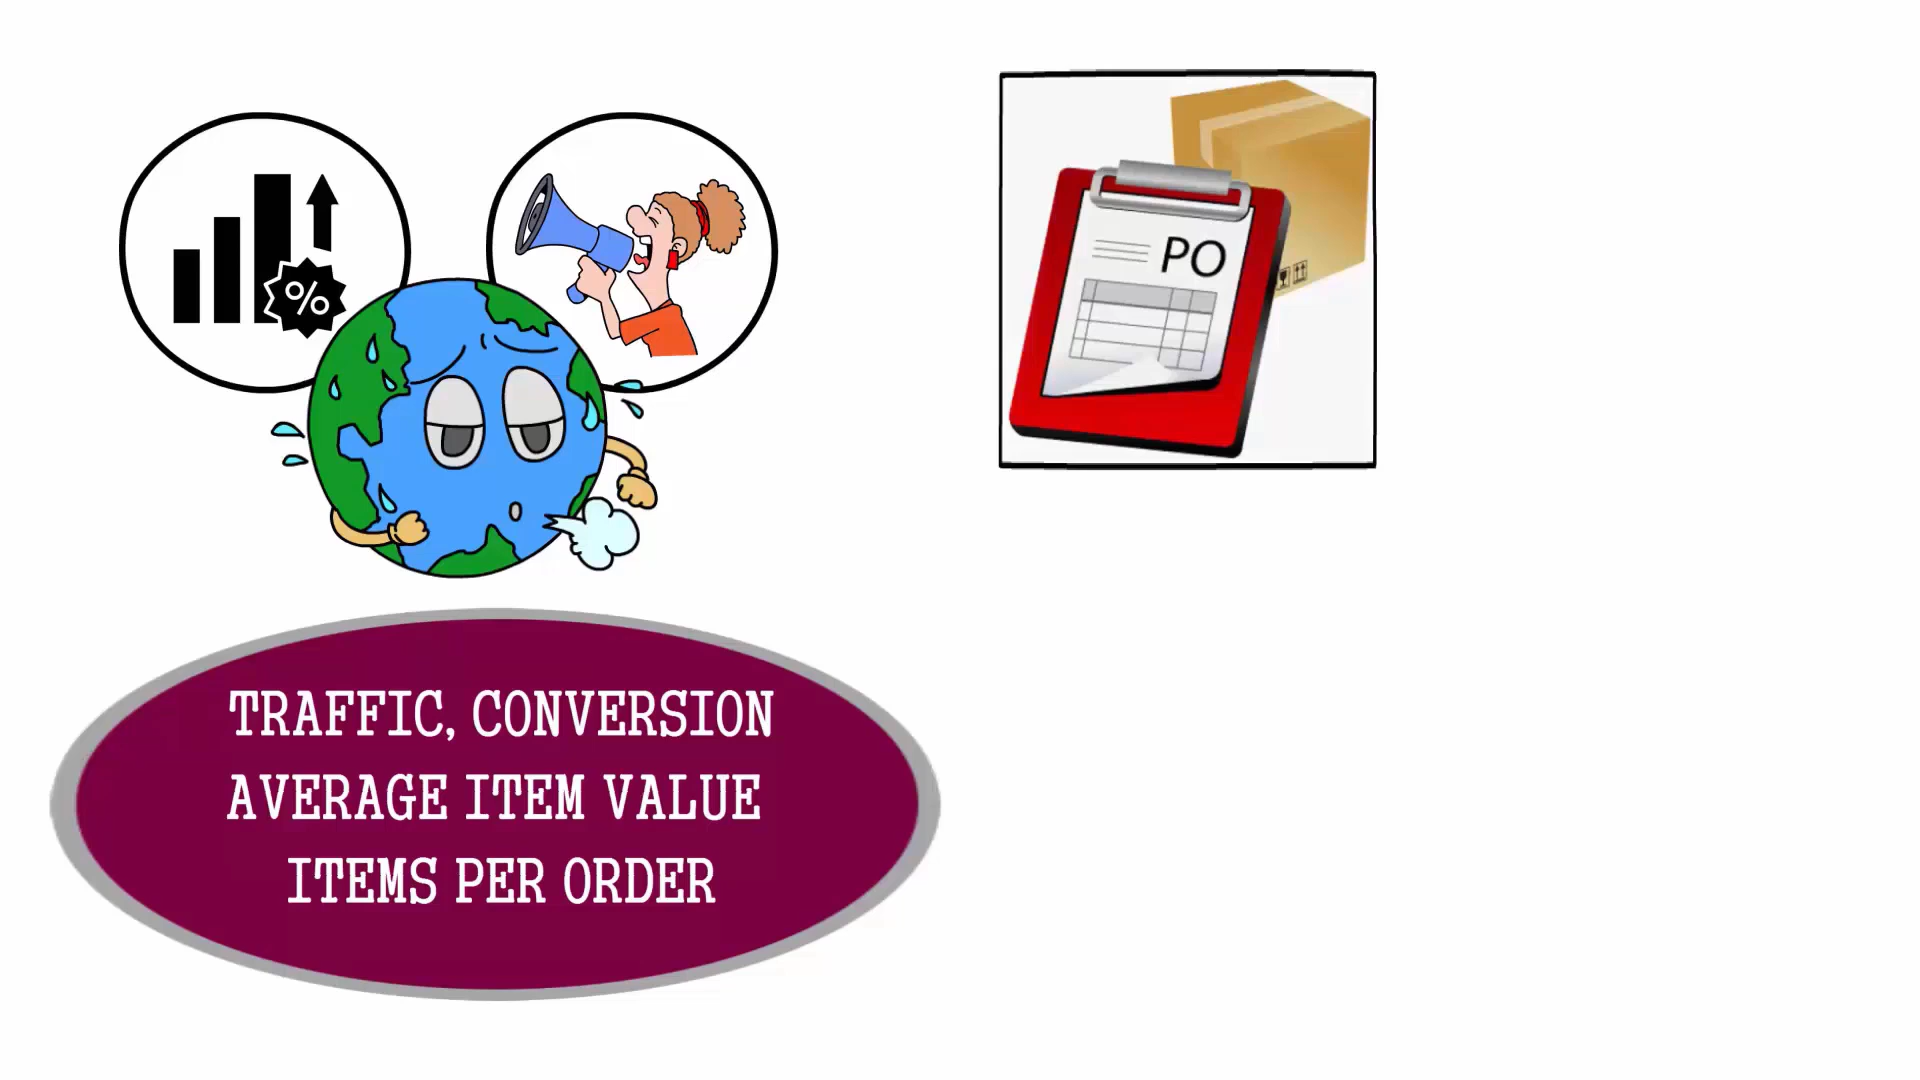 %
PO
TRAFFIC, CONVERSION
AVERAGE ITEM VALUE
ITEMS PER ORDER